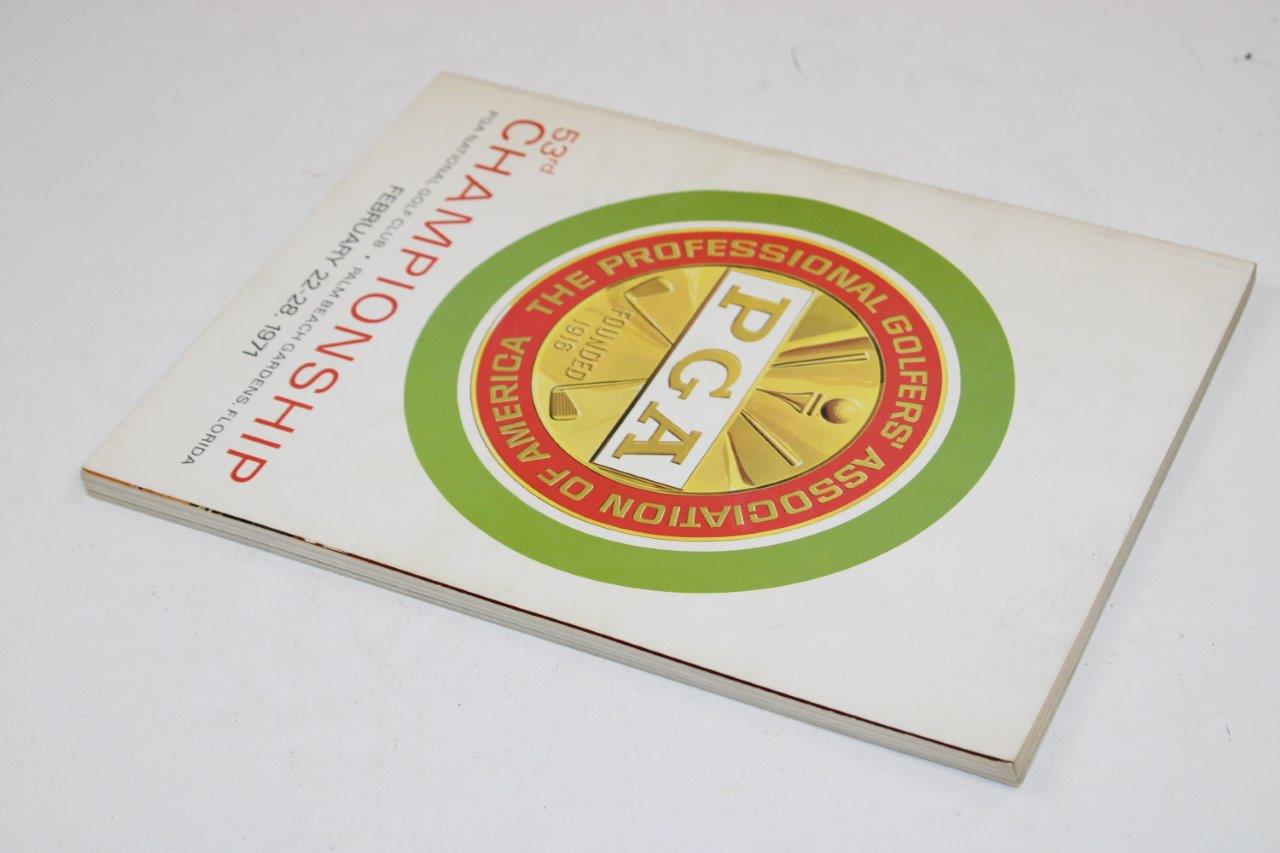 THE PROFESSIONAL GOLFERS' ASSOCIATION OF AMERICA
PGA
FOUNDED
1916
53rd
CHAMPIONSHIP
PGA NATIONAL GOLF CLUB • PALM BEACH GARDENS, FLORIDA
FEBRUARY 22-28, 1971